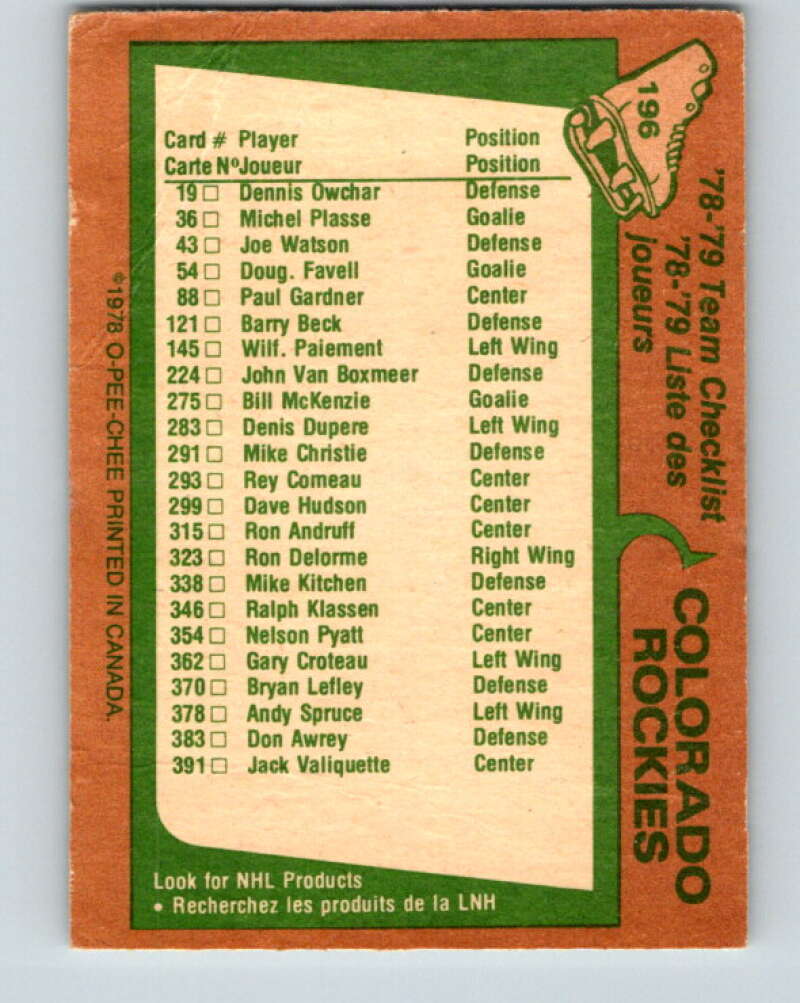 196
'78-'79 Team Checklist
'78-'79 Liste des
joueurs
COLORADO
ROCKIES
Card # Player Position
Carte Nº Joueur Position
19 □ Dennis Owchar Defense
36 □ Michel Plasse Goalie
43 □ Joe Watson Defense
54 □ Doug. Favell Goalie
88 □ Paul Gardner Center
121 □ Barry Beck Defense
145 □ Wilf. Paiement Left Wing
224 □ John Van Boxmeer Defense
275 □ Bill McKenzie Goalie
283 □ Denis Dupere Left Wing
291 □ Mike Christie Defense
293 □ Rey Comeau Center
299 □ Dave Hudson Center
315 □ Ron Andruff Center
323 □ Ron Delorme Right Wing
338 □ Mike Kitchen Defense
346 □ Ralph Klassen Center
354 □ Nelson Pyatt Center
362 □ Gary Croteau Left Wing
370 □ Bryan Lefley Defense
378 □ Andy Spruce Left Wing
383 □ Don Awrey Defense
391 □ Jack Valiquette Center
Look for NHL Products
• Recherchez les produits de la LNH
©1978 O-PEE-CHEE PRINTED IN CANADA.